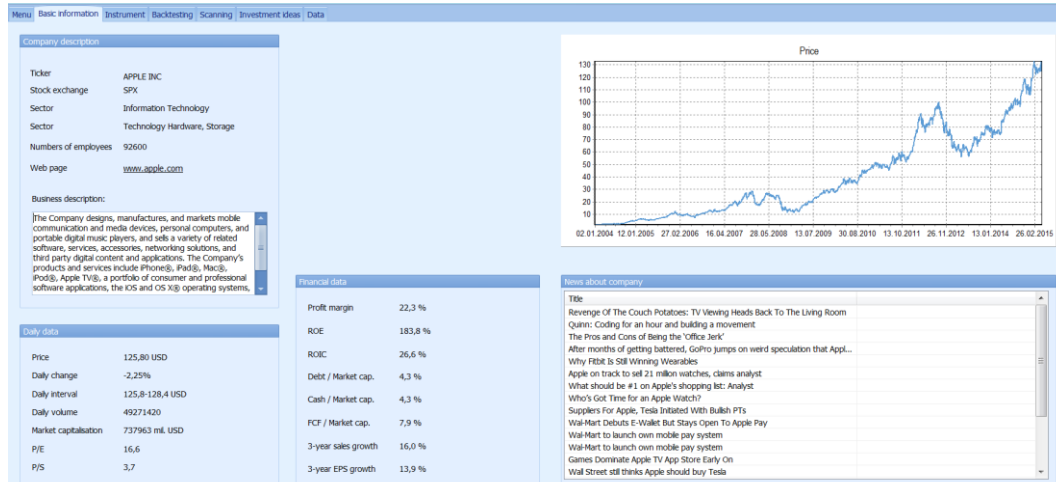 Menu Basic information Instrument Backtesting Scanning Investment ideas Data
Company description
Ticker APPLE INC
Stock exchange SPX
Sector Information Technology
Sector Technology Hardware, Storage
Numbers of employees 92600
Web page www.apple.com
Business description:
The Company designs, manufactures, and markets mobile
communication and media devices, personal computers, and
portable digital music players, and sells a variety of related
software, services, accessories, networking solutions, and
third party digital content and applications. The Company's
products and services include iPhone®, iPad®, Mac®,
iPod®, Apple TV®, a portfolio of consumer and professional
software applications, the iOS and OS X® operating systems,
Price
130
120
110
100
90
80
70
60
50
40
30
20
10
02.01.2004 12.01.2005 27.02.2006 16.04.2007 28.05.2008 13.07.2009 30.08.2010 13.10.2011 26.11.2012 13.01.2014 26.02.2015
Daily data
Price 125,80 USD
Daily change -2,25%
Daily interval 125,8-128,4 USD
Daily volume 49271420
Market capitalisation 737963 mil. USD
P/E 16,6
P/S 3,7
Financial data
Profit margin 22,3 %
ROE 183,8 %
ROIC 26,6 %
Debt / Market cap. 4,3 %
Cash / Market cap. 4,3 %
FCF / Market cap. 7,9 %
3-year sales growth 16,0 %
3-year EPS growth 13,9 %
News about company
Title
Revenge Of The Couch Potatoes: TV Viewing Heads Back To The Living Room
Quinn: Coding for an hour and building a movement
The Pros and Cons of Being the 'Office Jerk'
After months of getting battered, GoPro jumps on weird speculation that Appl...
Why Fitbit Is Still Winning Wearables
Apple on track to sell 21 million watches, claims analyst
What should be #1 on Apple's shopping list: Analyst
Who's Got Time for an Apple Watch?
Suppliers For Apple, Tesla Initiated With Bullish PTs
Wal-Mart Debuts E-Wallet But Stays Open To Apple Pay
Wal-Mart to launch own mobile pay system
Wal-Mart to launch own mobile pay system
Games Dominate Apple TV App Store Early On
Wall Street still thinks Apple should buy Tesla